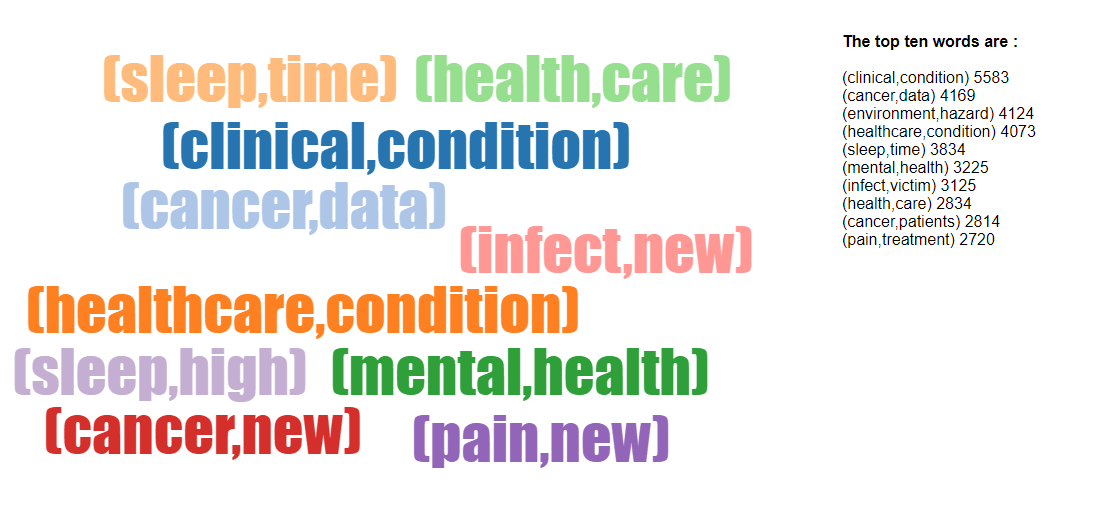 (sleep,time) (health,care)
(clinical,condition)
(cancer,data)
(infect,new)
(healthcare,condition)
(sleep,high) (mental,health)
(cancer,new) (pain,new)
The top ten words are :
(clinical,condition) 5583
(cancer,data) 4169
(environment,hazard) 4124
(healthcare,condition) 4073
(sleep,time) 3834
(mental,health) 3225
(infect,victim) 3125
(health,care) 2834
(cancer,patients) 2814
(pain,treatment) 2720